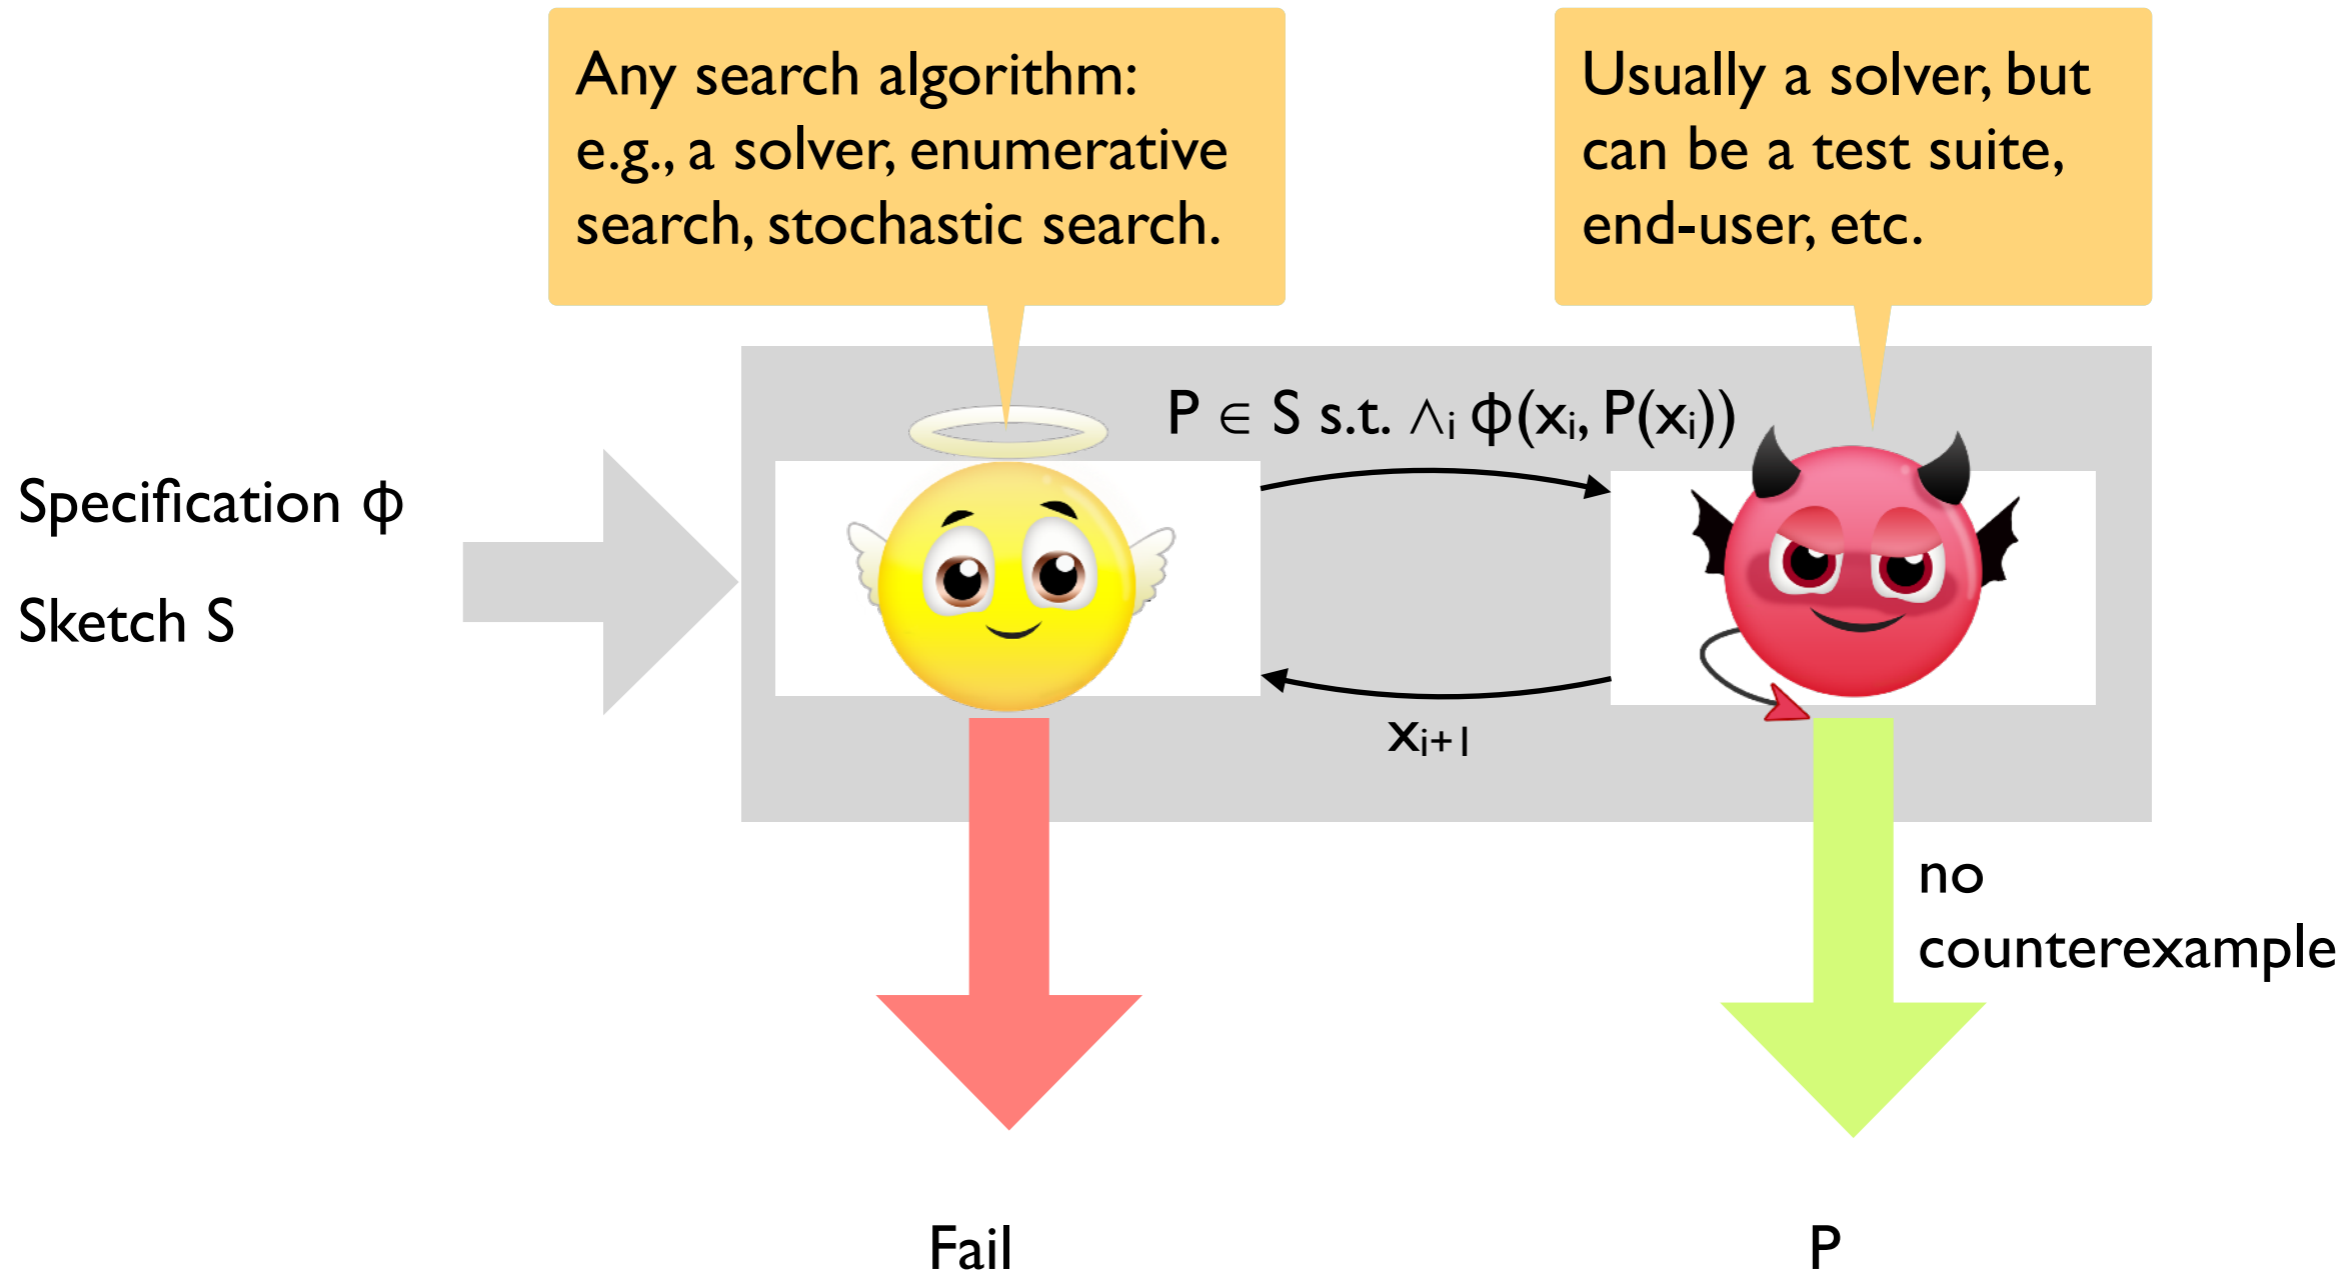 Any search algorithm:
e.g., a solver, enumerative
search, stochastic search.
Usually a solver, but
can be a test suite,
end-user, etc.
P ∈ S s.t. ∧ᵢ ϕ(xᵢ, P(xᵢ))
Specification ϕ
Sketch S
xᵢ₊₁
no
counterexample
Fail
P